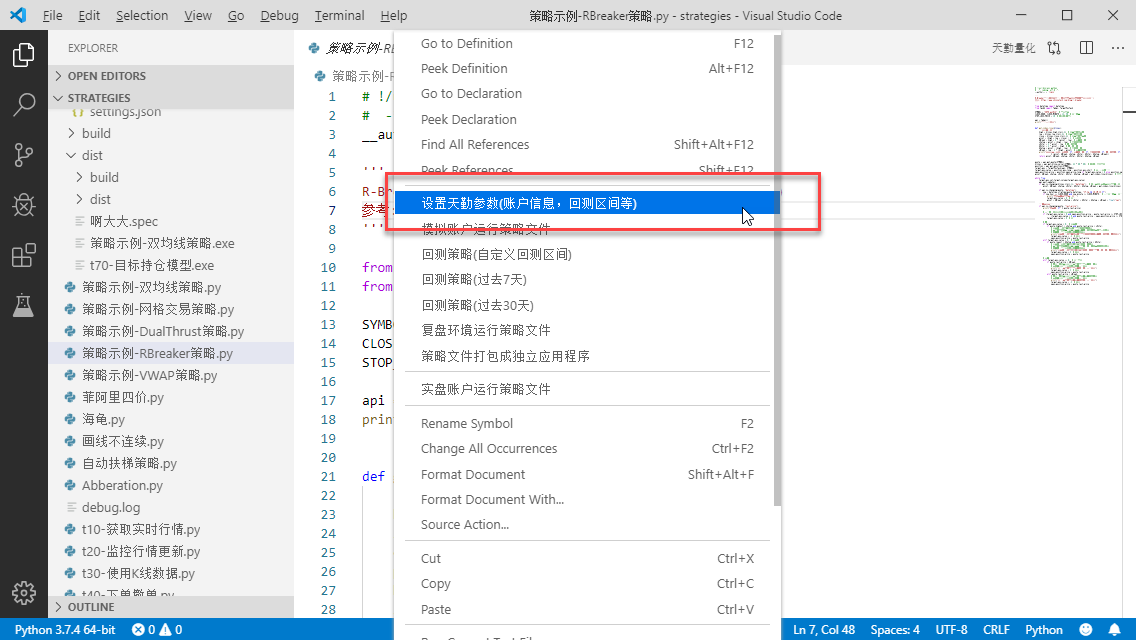 File Edit Selection View Go Debug Terminal Help
策略示例-RBreaker策略.py - strategies - Visual Studio Code
EXPLORER
OPEN EDITORS
STRATEGIES
settings.json
build
dist
build
dist
啊大大.spec
策略示例-双均线策略.exe
t70-目标持仓模型.exe
策略示例-双均线策略.py
策略示例-网格交易策略.py
策略示例-DualThrust策略.py
策略示例-RBreaker策略.py
策略示例-VWAP策略.py
菲阿里四价.py
海龟.py
画线不连续.py
自动扶梯策略.py
Abberation.py
debug.log
t10-获取实时行情.py
t20-监控行情更新.py
t30-使用K线数据.py
t40-下单撤单.py
OUTLINE
天勤量化
策略示例-R
1 # !/
2 # -
3 __au
4
5 '''
6 R-B
7 参考
8 '''
9
10 from
11 from
12
13 SYMB
14 CLOS
15 STOP
16
17 api
18 prin
19
20
21 def
22
23
24
25
26
27
28
Go to Definition F12
Peek Definition Alt+F12
Go to Declaration
Peek Declaration
Find All References Shift+Alt+F12
Peek References Shift+F12
设置天勤参数(账户信息，回测区间等)
模拟账户运行策略文件
回测策略(自定义回测区间)
回测策略(过去7天)
回测策略(过去30天)
复盘环境运行策略文件
策略文件打包成独立应用程序
实盘账户运行策略文件
Rename Symbol F2
Change All Occurrences Ctrl+F2
Format Document Shift+Alt+F
Format Document With...
Source Action...
Cut Ctrl+X
Copy Ctrl+C
Paste Ctrl+V
Python 3.7.4 64-bit 0 0 Ln 7, Col 48 Spaces: 4 UTF-8 CRLF Python